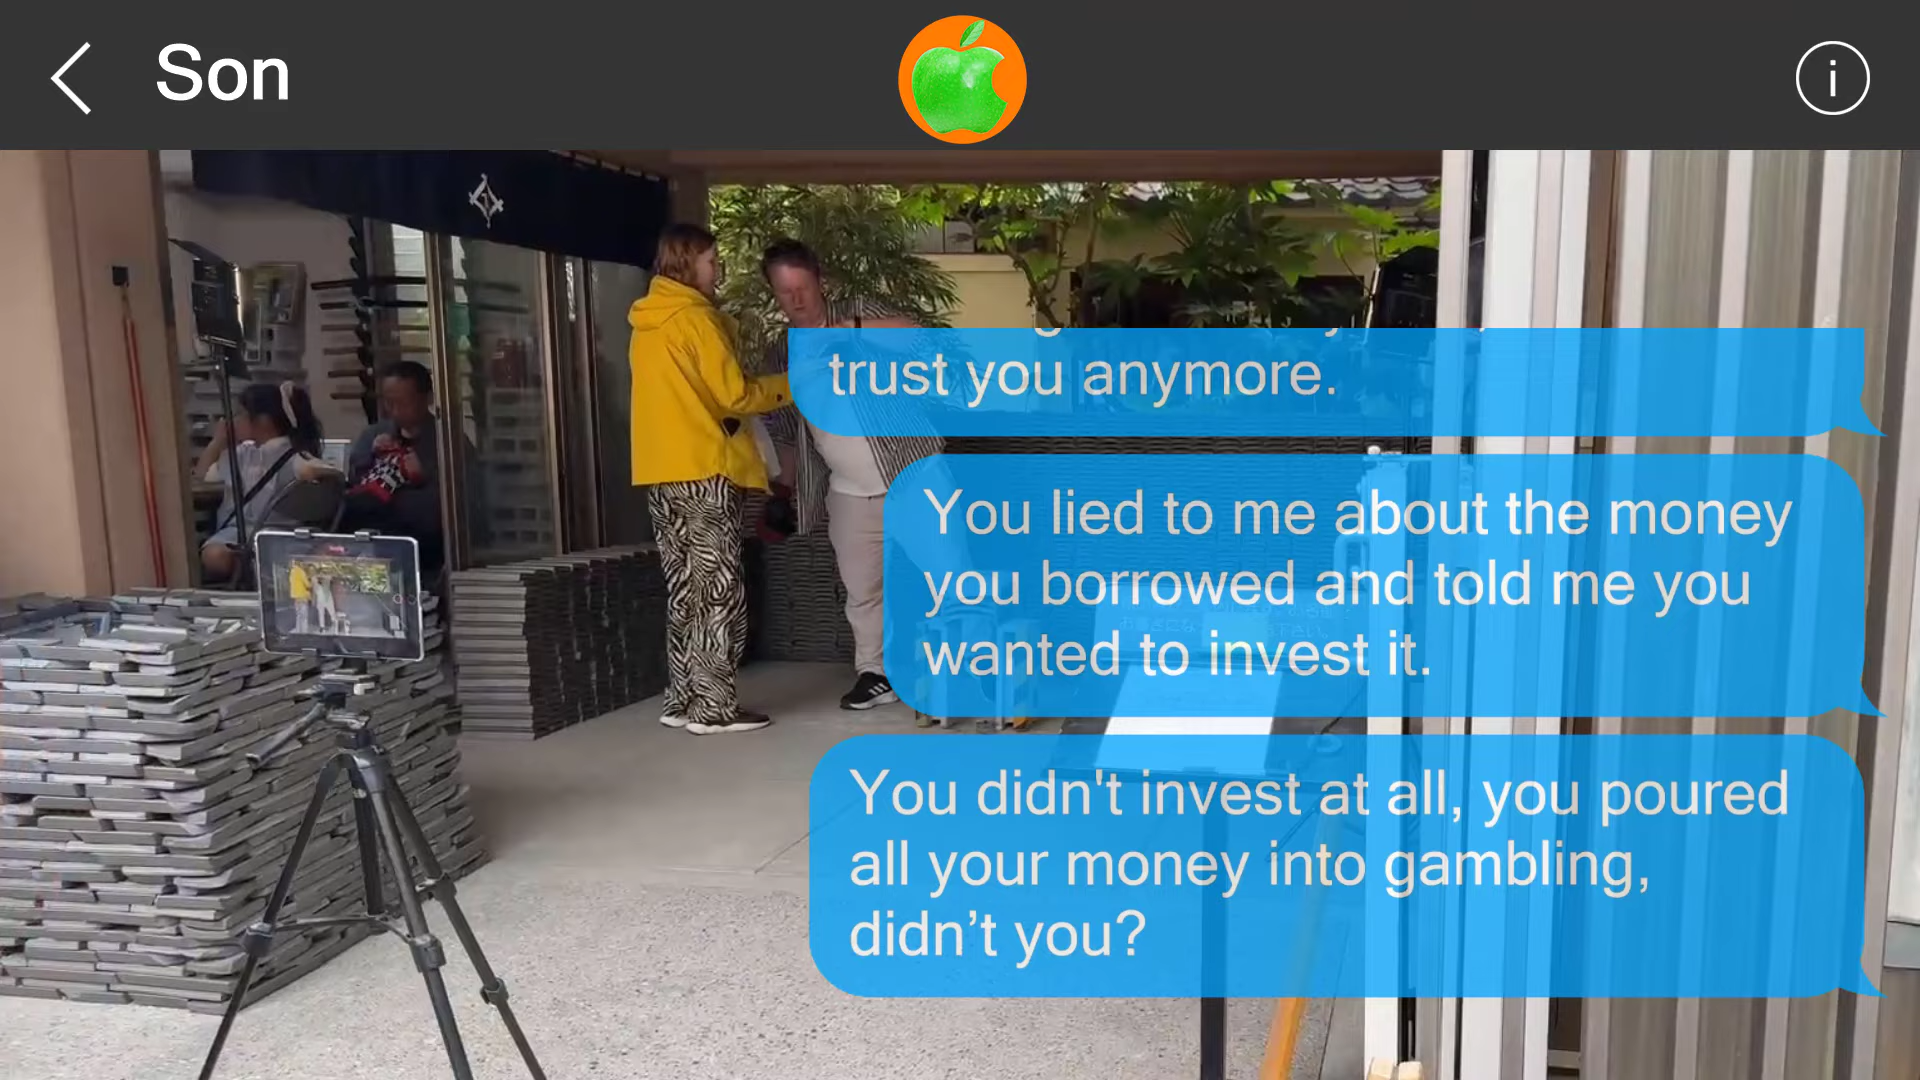 Son
i
trust you anymore.
You lied to me about the money
you borrowed and told me you
wanted to invest it.
You didn't invest at all, you poured
all your money into gambling,
didn’t you?